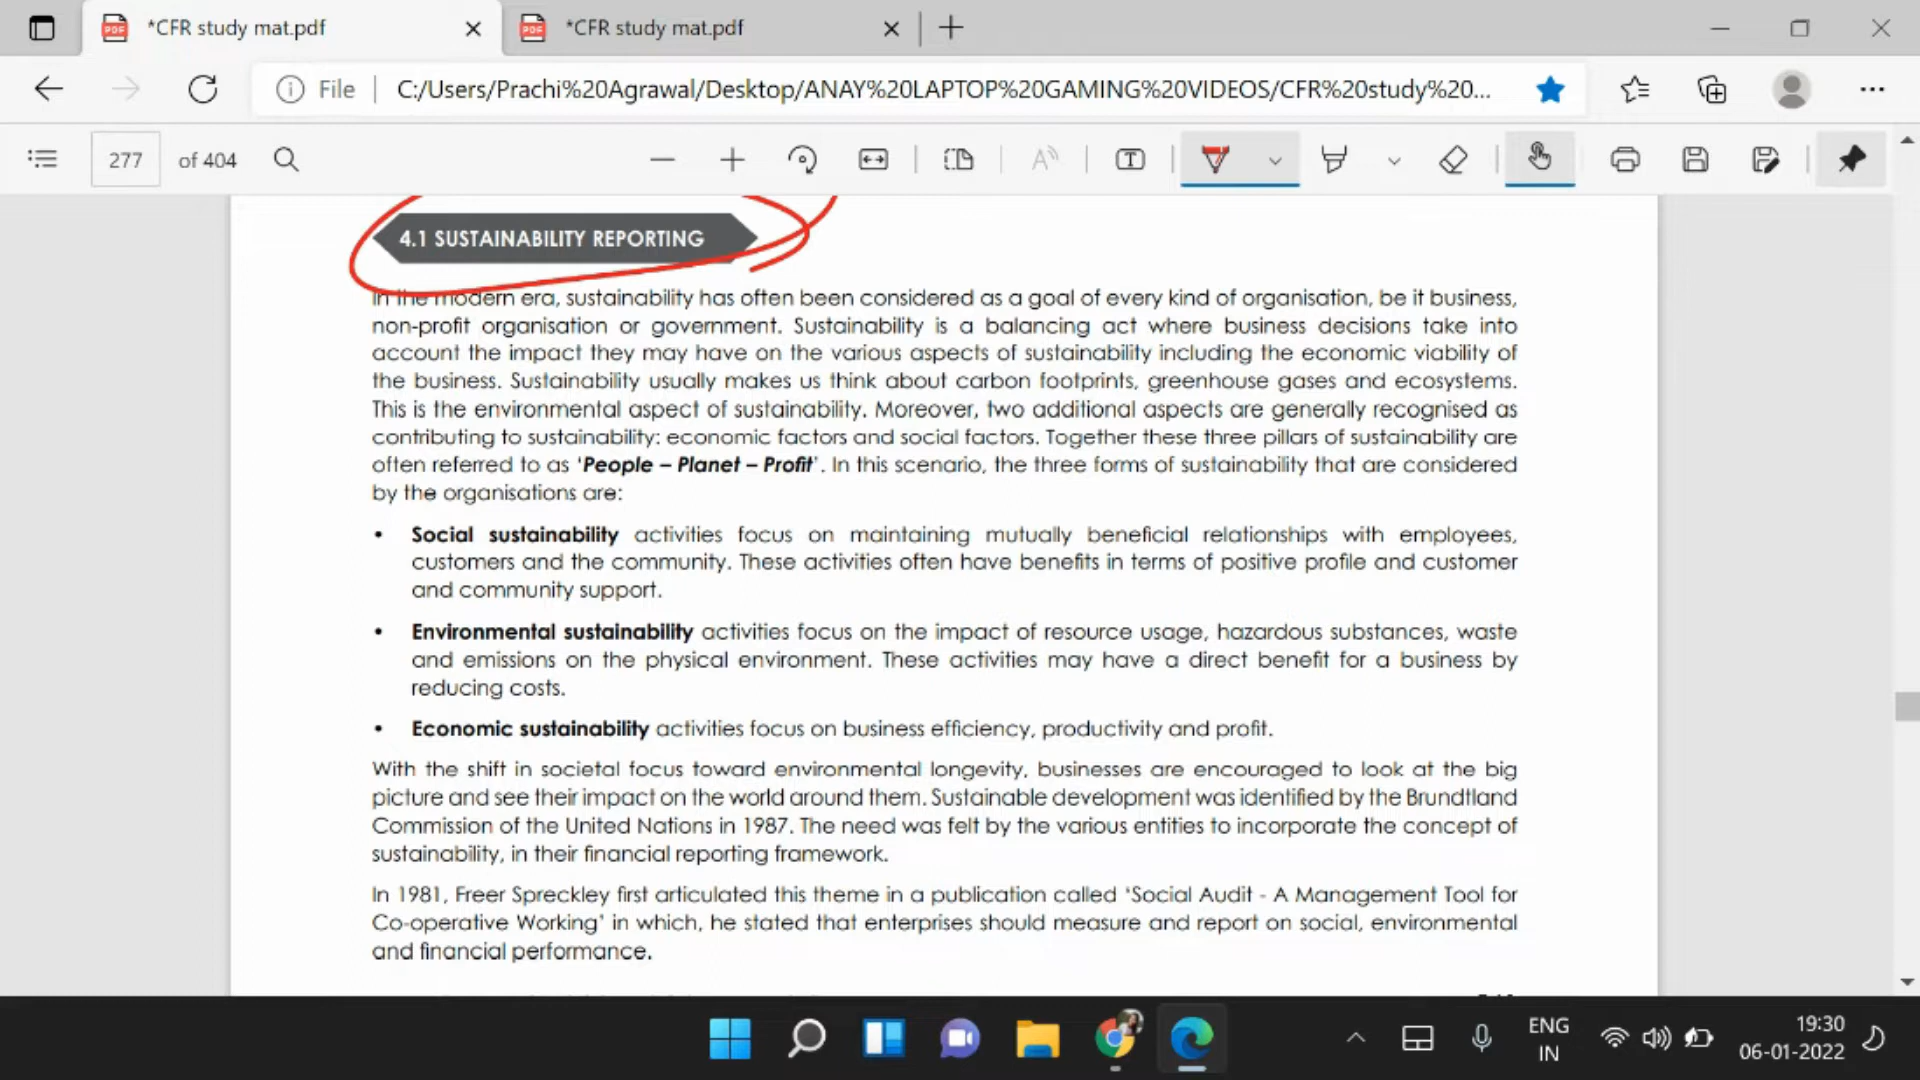 *CFR study mat.pdf
*CFR study mat.pdf
File
C:/Users/Prachi%20Agrawal/Desktop/ANAY%20LAPTOP%20GAMING%20VIDEOS/CFR%20study%20...
277 of 404
4.1 SUSTAINABILITY REPORTING
In the modern era, sustainability has often been considered as a goal of every kind of organisation, be it business,
non-profit organisation or government. Sustainability is a balancing act where business decisions take into
account the impact they may have on the various aspects of sustainability including the economic viability of
the business. Sustainability usually makes us think about carbon footprints, greenhouse gases and ecosystems.
This is the environmental aspect of sustainability. Moreover, two additional aspects are generally recognised as
contributing to sustainability: economic factors and social factors. Together these three pillars of sustainability are
often referred to as ‘People – Planet – Profit’. In this scenario, the three forms of sustainability that are considered
by the organisations are:
• Social sustainability activities focus on maintaining mutually beneficial relationships with employees,
customers and the community. These activities often have benefits in terms of positive profile and customer
and community support.
• Environmental sustainability activities focus on the impact of resource usage, hazardous substances, waste
and emissions on the physical environment. These activities may have a direct benefit for a business by
reducing costs.
• Economic sustainability activities focus on business efficiency, productivity and profit.
With the shift in societal focus toward environmental longevity, businesses are encouraged to look at the big
picture and see their impact on the world around them. Sustainable development was identified by the Brundtland
Commission of the United Nations in 1987. The need was felt by the various entities to incorporate the concept of
sustainability, in their financial reporting framework.
In 1981, Freer Spreckley first articulated this theme in a publication called ‘Social Audit - A Management Tool for
Co-operative Working’ in which, he stated that enterprises should measure and report on social, environmental
and financial performance.
ENG
IN
19:30
06-01-2022